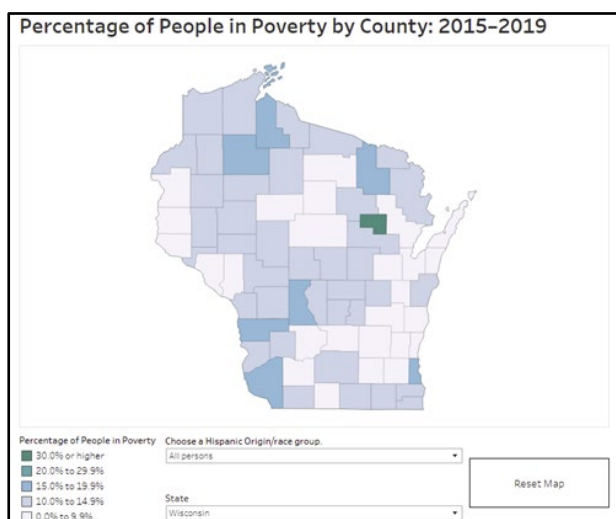 Percentage of People in Poverty by County: 2015–2019
Percentage of People in Poverty
30.0% or higher
20.0% to 29.9%
15.0% to 19.9%
10.0% to 14.9%
0.0% to 9.9%
Choose a Hispanic Origin/race group.
All persons
State
Wisconsin
Reset Map